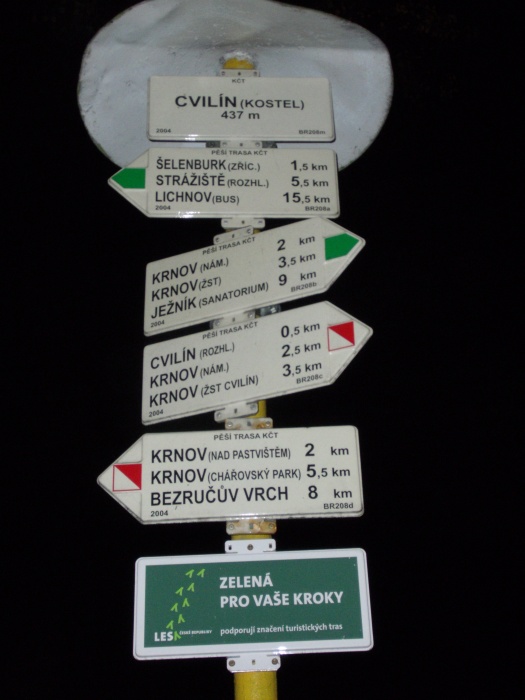 KČT
CVILÍN (KOSTEL)
437 m
2004 BR208m
PĚŠÍ TRASA KČT
ŠELENBURK (ZŘÍC.) 1,5 km
STRÁŽIŠTĚ (ROZHL.) 5,5 km
LICHNOV (BUS) 15,5 km
2004 BR208a
PĚŠÍ TRASA KČT
KRNOV (NÁM.) 2 km
KRNOV (ŽST) 3,5 km
JEŽNÍK (SANATORIUM) 9 km
2004 BR208b
PĚŠÍ TRASA KČT
CVILÍN (ROZHL.) 0,5 km
KRNOV (NÁM.) 2,5 km
KRNOV (ŽST CVILÍN) 3,5 km
2004 BR208c
PĚŠÍ TRASA KČT
KRNOV (NAD PASTVIŠTĚM) 2 km
KRNOV (CHÁŘOVSKÝ PARK) 5,5 km
BEZRUČŮV VRCH 8 km
2004 BR208d
ZELENÁ
PRO VAŠE KROKY
LESY ČESKÉ REPUBLIKY podporují značení turistických tras